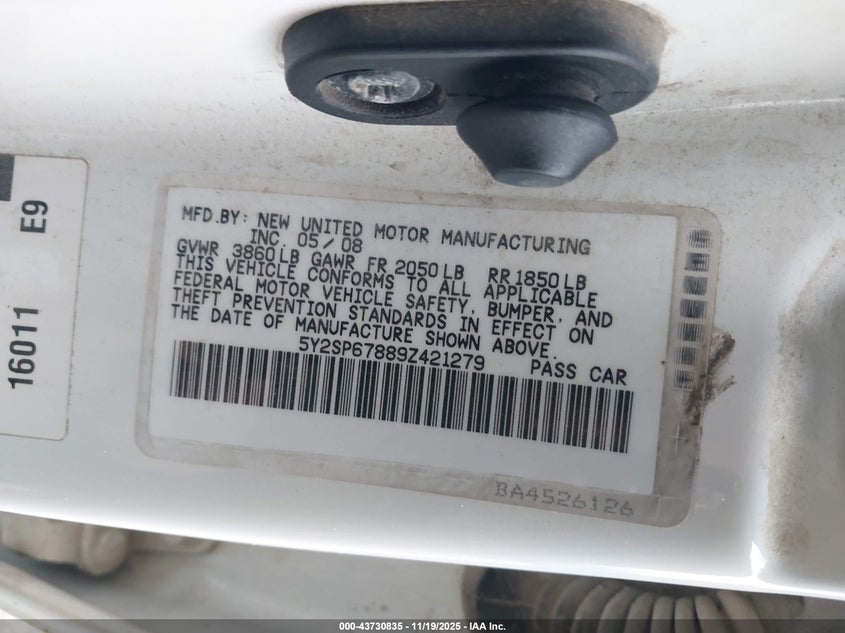 16011 E9
MFD.BY: NEW UNITED MOTOR MANUFACTURING
INC. 05/08
GVWR 3860LB GAWR FR 2050LB RR 1850LB
THIS VEHICLE CONFORMS TO ALL APPLICABLE
FEDERAL MOTOR VEHICLE SAFETY, BUMPER, AND
THEFT PREVENTION STANDARDS IN EFFECT ON
THE DATE OF MANUFACTURE SHOWN ABOVE.
5Y2SP67889Z421279 PASS CAR
BA4526126
000-43730835 - 11/19/2025 - IAA Inc.